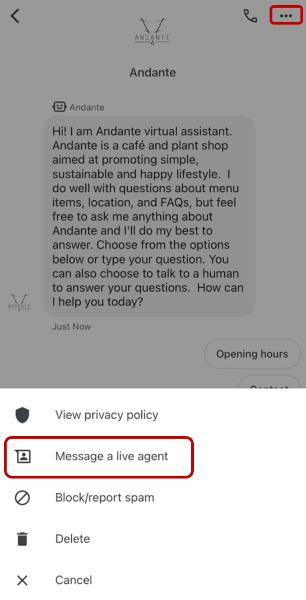 ANDANTE
Andante
Andante
Hi! I am Andante virtual assistant.
Andante is a café and plant shop
aimed at promoting simple,
sustainable and happy lifestyle. I
do well with questions about menu
items, location, and FAQs, but feel
free to ask me anything about
Andante and I'll do my best to
answer. Choose from the options
below or type your question. You
can also choose to talk to a human
to answer your questions. How can
I help you today?
ANDANTE
Just Now
Opening hours
Contact
View privacy policy
Message a live agent
Block/report spam
Delete
Cancel